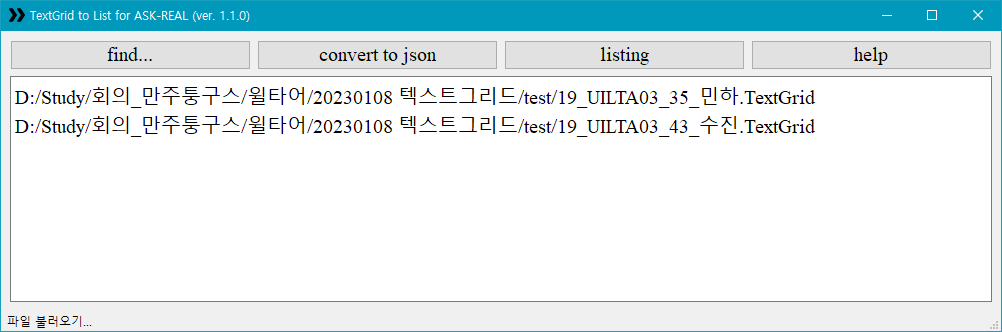 TextGrid to List for ASK-REAL (ver. 1.1.0)
find... convert to json listing help
D:/Study/회의_만주퉁구스/윌타어/20230108 텍스트그리드/test/19_UILTA03_35_민하.TextGrid
D:/Study/회의_만주퉁구스/윌타어/20230108 텍스트그리드/test/19_UILTA03_43_수진.TextGrid
파일 불러오기...